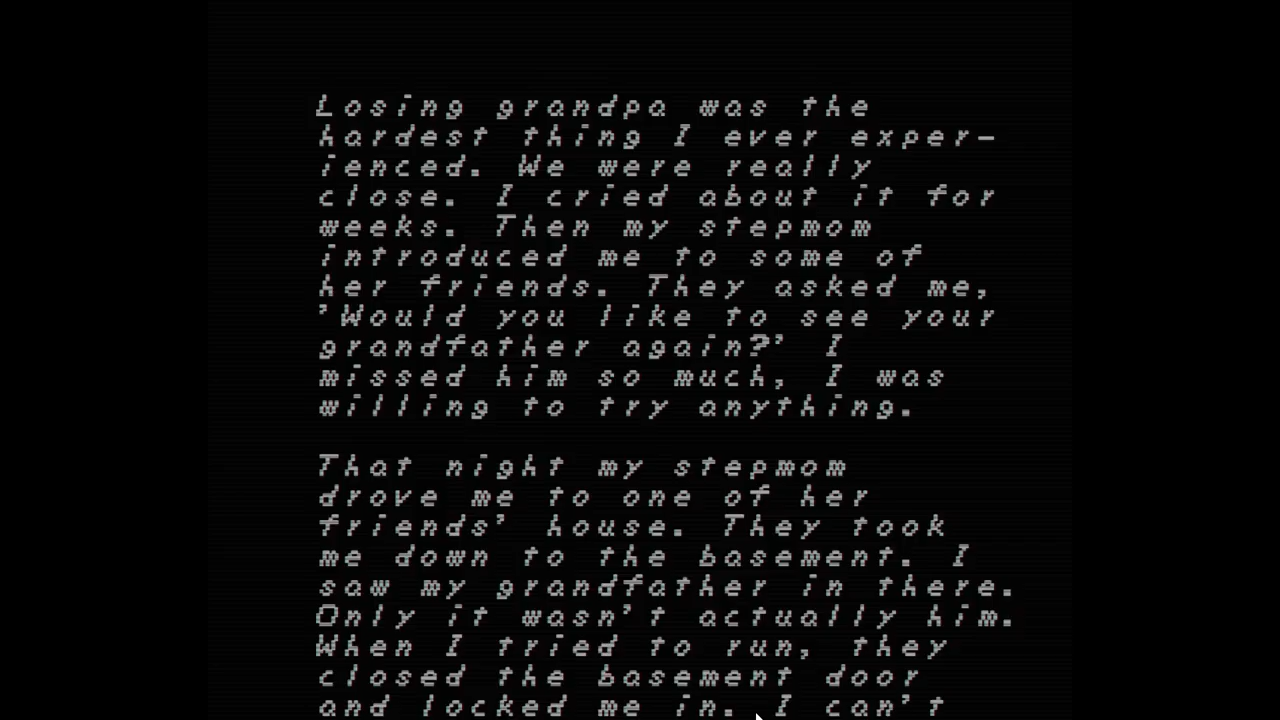 Losing grandpa was the
hardest thing I ever exper-
ienced. We were really
close. I cried about it for
weeks. Then my stepmom
introduced me to some of
her friends. They asked me,
'Would you like to see your
grandfather again?' I
missed him so much, I was
willing to try anything.
That night my stepmom
drove me to one of her
friends' house. They took
me down to the basement. I
saw my grandfather in there.
Only it wasn't actually him.
When I tried to run, they
closed the basement door
and locked me in. I can't